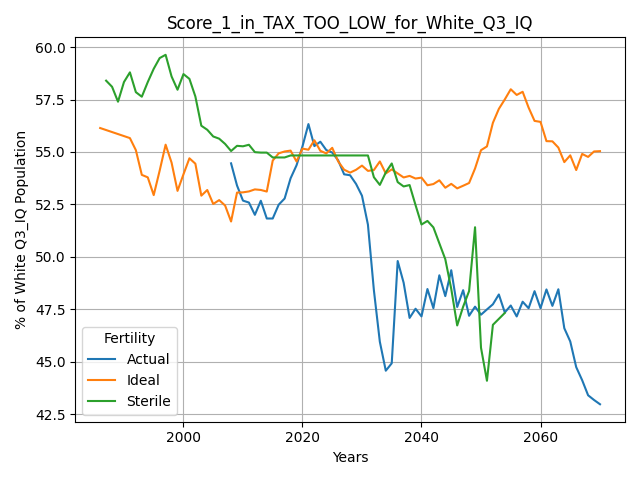 Score_1_in_TAX_TOO_LOW_for_White_Q3_IQ
% of White Q3_IQ Population
60.0
57.5
55.0
52.5
50.0
47.5
45.0
42.5
Fertility
Actual
Ideal
Sterile
2000 2020 2040 2060
Years